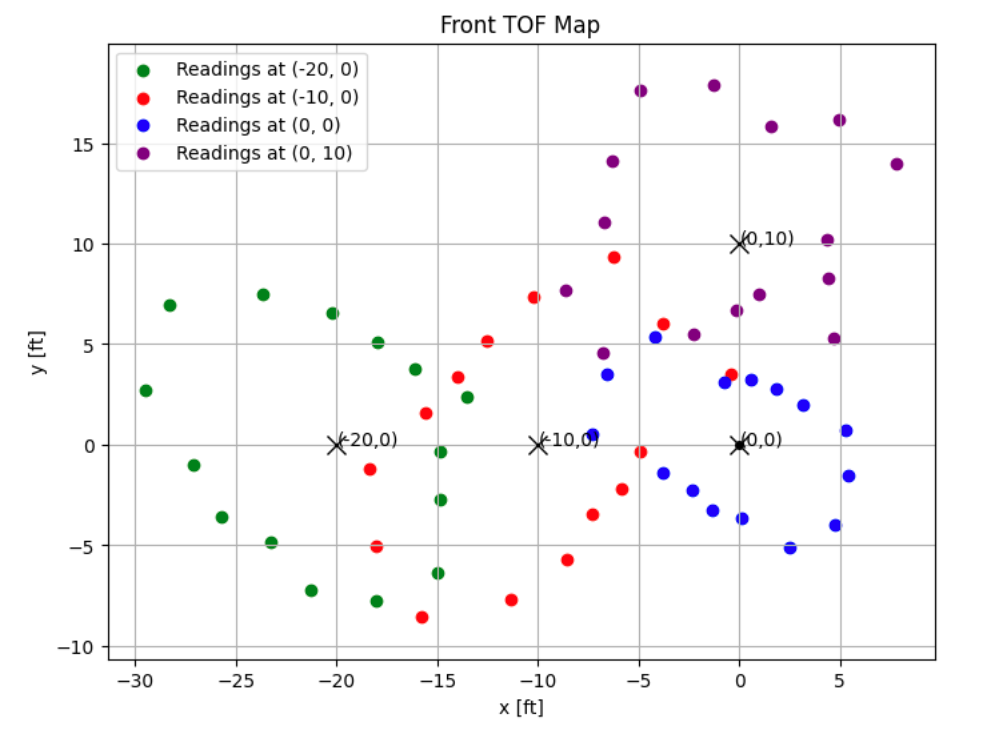 Front TOF Map
Readings at (-20, 0)
Readings at (-10, 0)
Readings at (0, 0)
Readings at (0, 10)
y [ft]
15
10
5
0
−5
−10
(0,10)
(-20,0)
(-10,0)
(0,0)
−30 −25 −20 −15 −10 −5 0 5
x [ft]